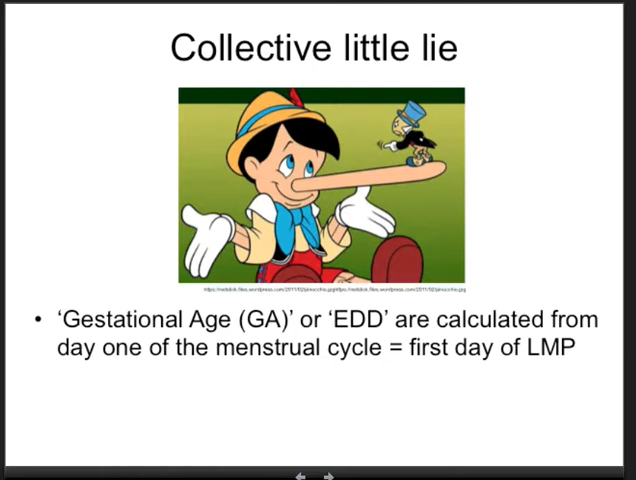 Collective little lie
• ‘Gestational Age (GA)’ or ‘EDD’ are calculated from
day one of the menstrual cycle = first day of LMP